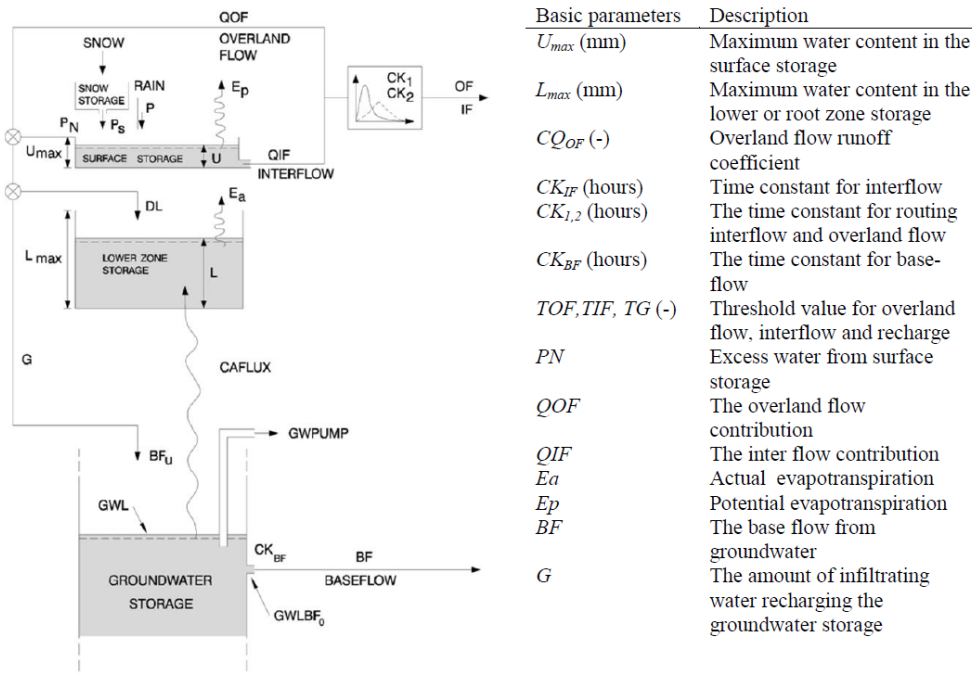 QOF
OVERLAND
FLOW
SNOW
SNOW
STORAGE
RAIN
P
PN
PS
Ep
CK1
CK2
OF
IF
Umax
SURFACE STORAGE
U
QIF
INTERFLOW
DL
Ea
Lmax
LOWER ZONE
STORAGE
L
G
CAFLUX
GWPUMP
BFu
GWL
CKBF
BF
BASEFLOW
GROUNDWATER
STORAGE
GWLBF0
Basic parameters Description
Umax (mm) Maximum water content in the
surface storage
Lmax (mm) Maximum water content in the
lower or root zone storage
CQOF (-) Overland flow runoff
coefficient
CKIF (hours) Time constant for interflow
CK1,2 (hours) The time constant for routing
interflow and overland flow
CKBF (hours) The time constant for base-
flow
TOF,TIF, TG (-) Threshold value for overland
flow, interflow and recharge
PN Excess water from surface
storage
QOF The overland flow
contribution
QIF The inter flow contribution
Ea Actual evapotranspiration
Ep Potential evapotranspiration
BF The base flow from
groundwater
G The amount of infiltrating
water recharging the
groundwater storage